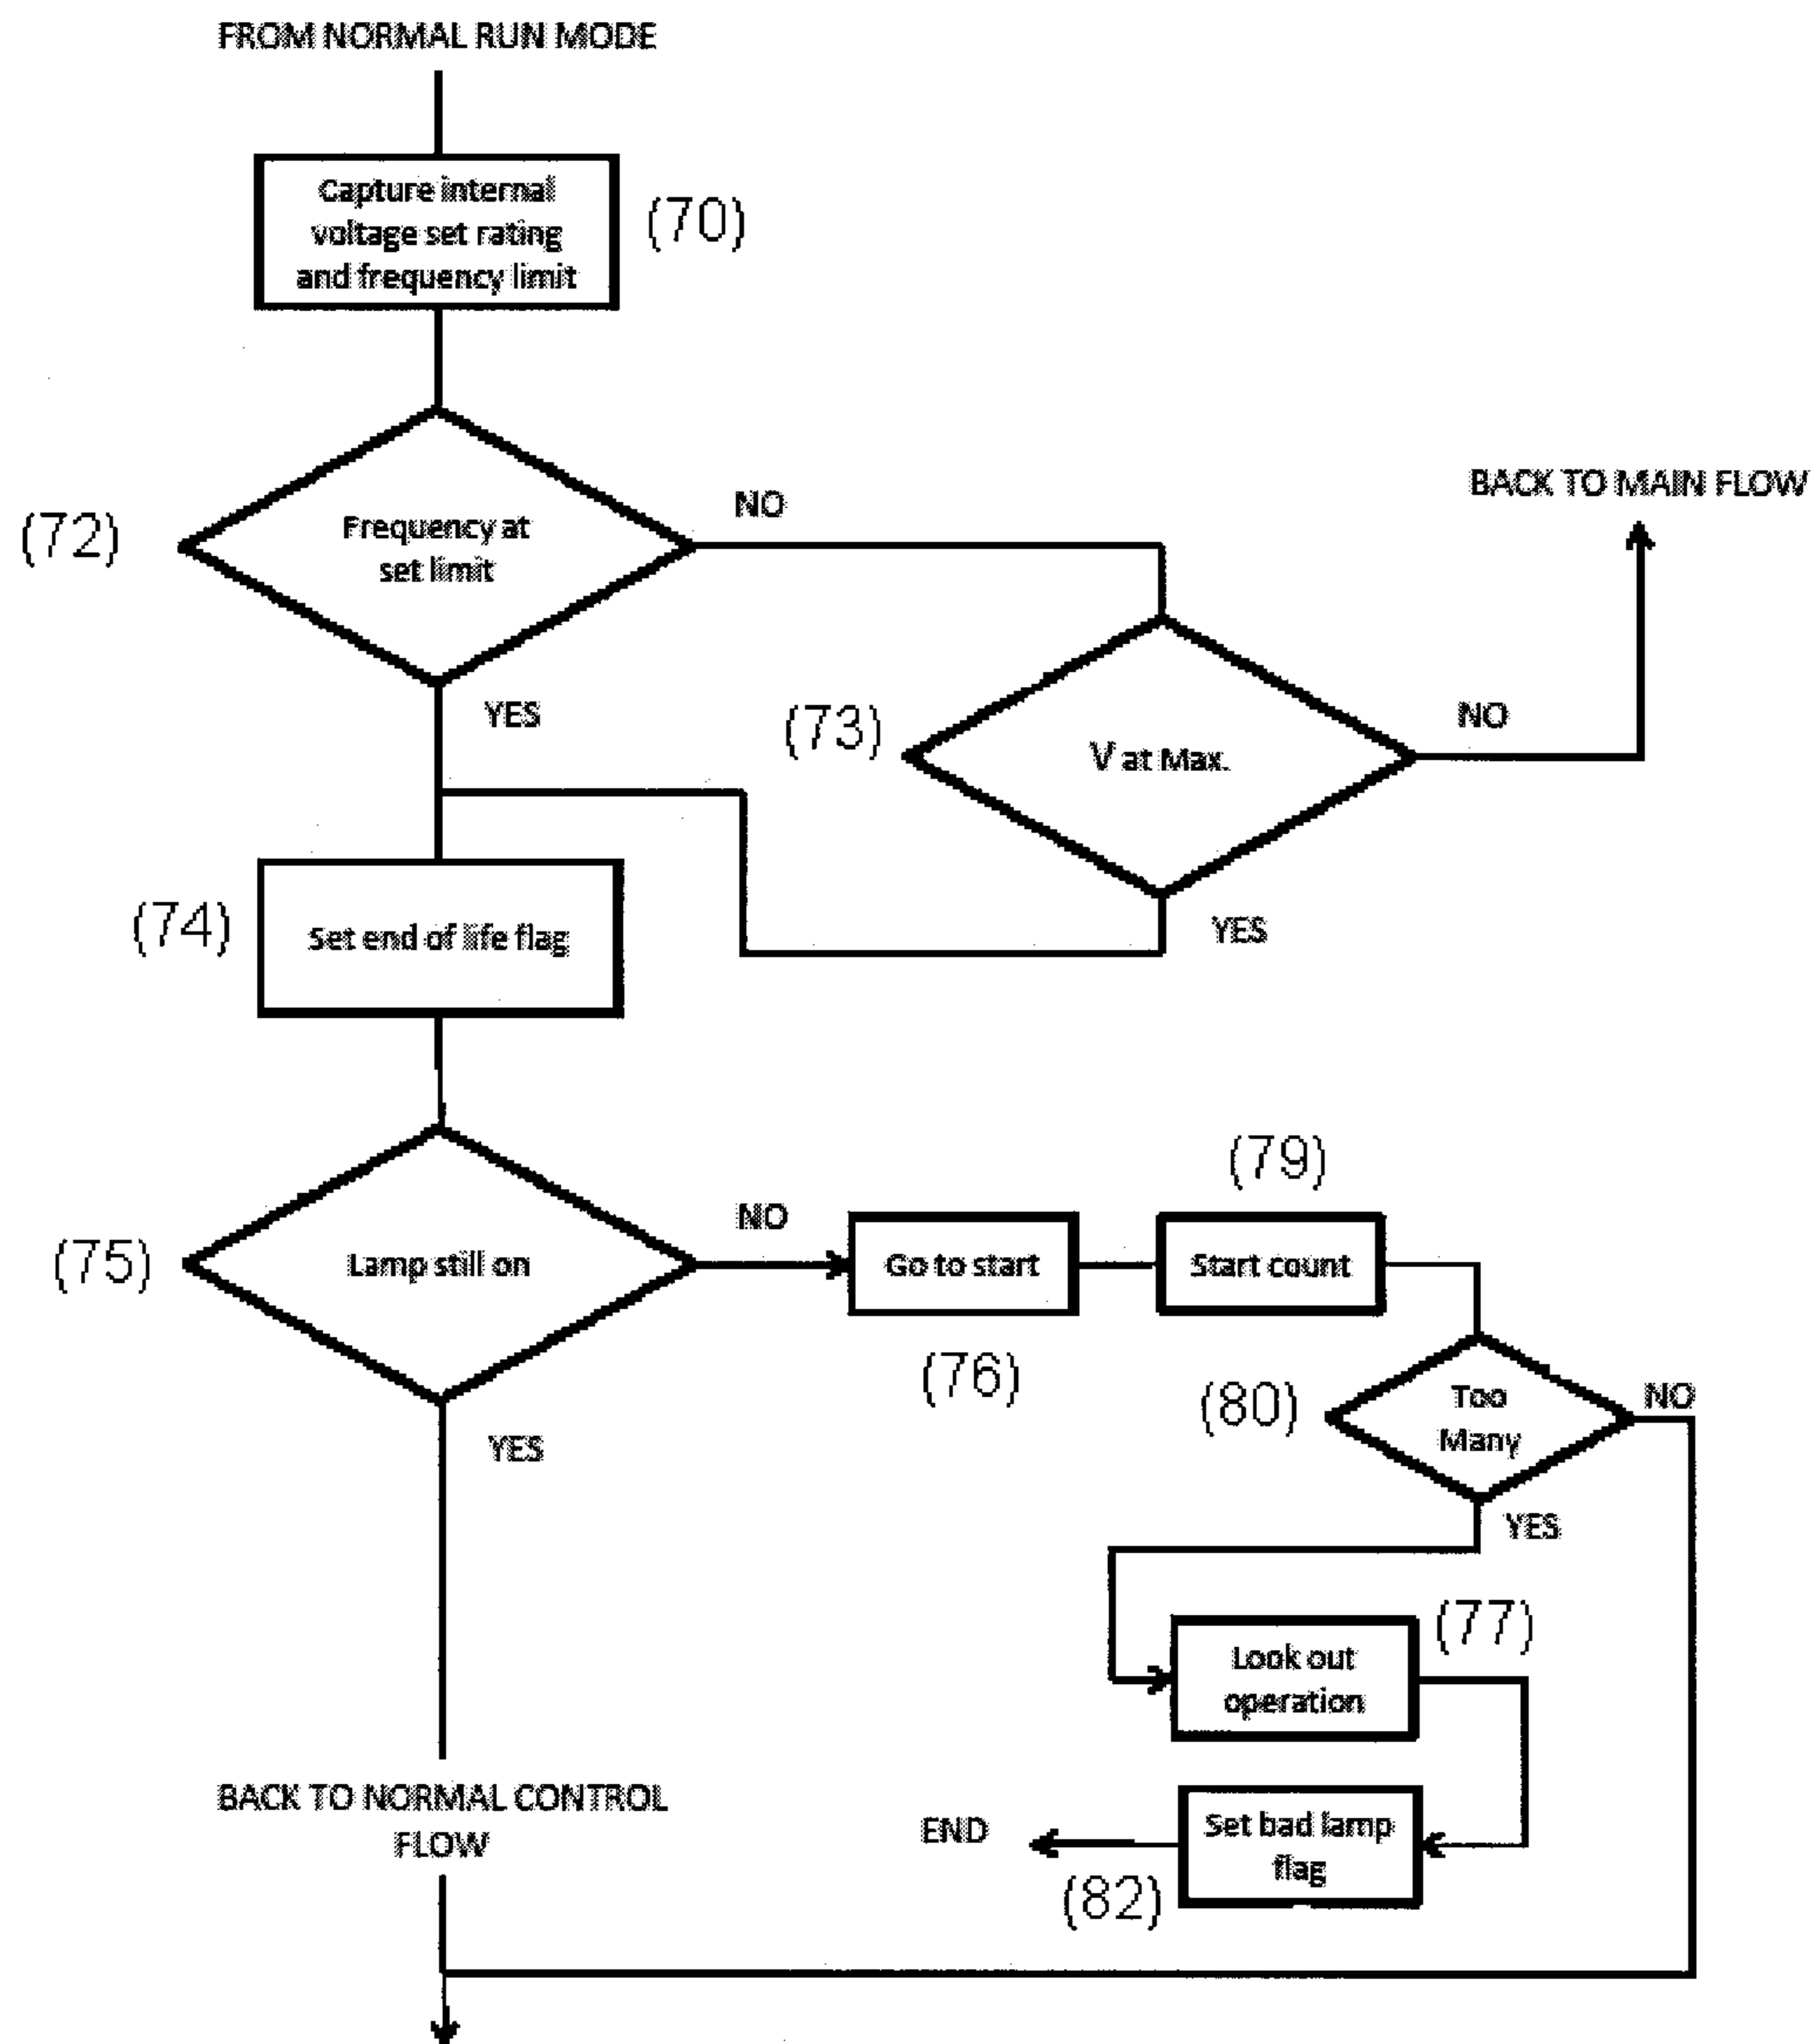 FROM NORMAL RUN MODE
Capture internal
voltage set rating
and frequency limit
(70)
(72)
Frequency at
set limit
NO
BACK TO MAIN FLOW
YES
(73)
V at Max.
NO
YES
(74)
Set end of life flag
(75)
Lamp still on
NO
Go to start
(76)
(79)
Start count
(80)
Too
Many
NO
YES
YES
(77)
Look out
operation
BACK TO NORMAL CONTROL
FLOW
END
Set bad lamp
flag
(82)